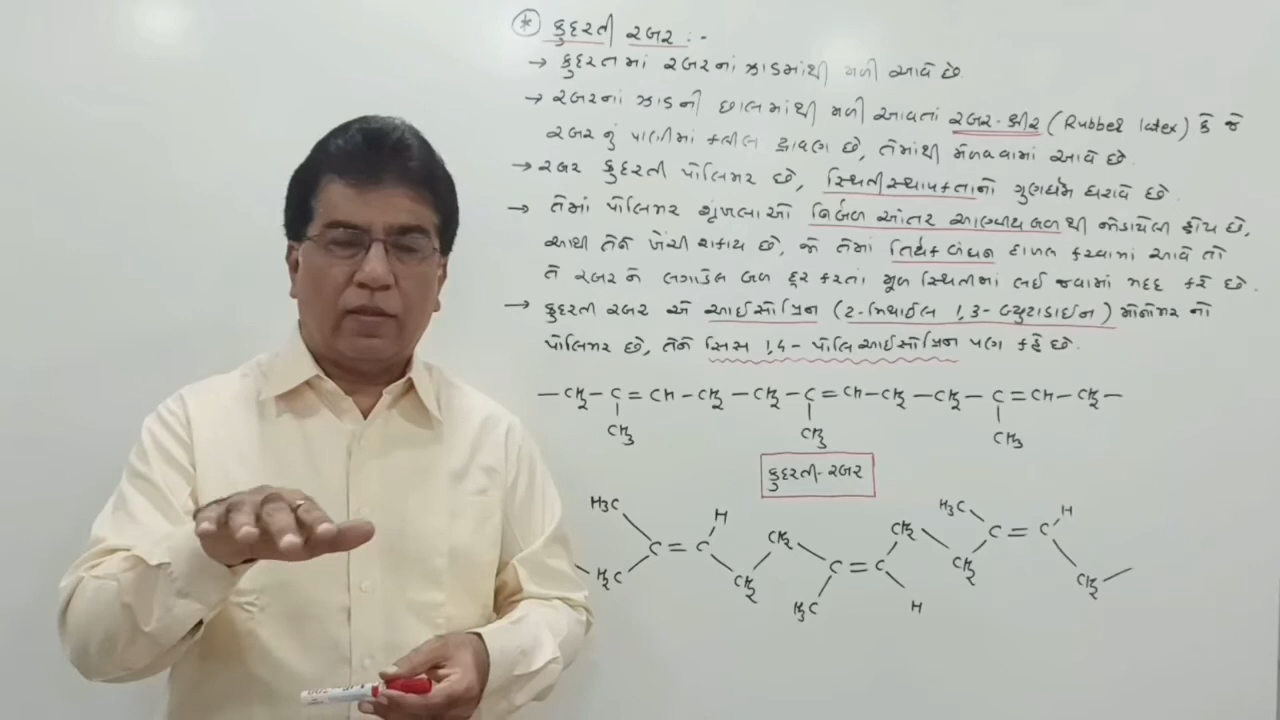 * કુદરતી રબર :-
→ કુદરતમાં રબરનાં ઝાડમાંથી મળી આવે છે.
→ રબરનાં ઝાડની છાલમાંથી મળી આવતાં રબર-ક્ષીર (Rubber latex) કે જે
રબરનું પાણીમાં કલીલ દ્રાવણ છે, તેમાંથી મેળવવામાં આવે છે.
→ રબર કુદરતી પોલિમર છે, સ્થિતીસ્થાપકતાનો ગુણધર્મ ધરાવે છે.
→ તેમાં પોલિમર શૃંખલાઓ નિર્બળ આંતર આણ્વીય બળથી જોડાયેલી હોય છે,
આથી તેને ખેંચી શકાય છે, જો તેમાં તિર્યક બંધન દાખલ કરવામાં આવે તો
તે રબરને લગાડેલ બળ દૂર કરતાં મૂળ સ્થિતીમાં લઈ જવામાં મદદ કરે છે.
→ કુદરતી રબર એ આઈસોપ્રિન (2-મિથાઈલ 1,3-બ્યુટાડાઈન) મોનોમર નો
પોલિમર છે, તેને સિસ 1,4-પોલિઆઈસોપ્રિન પણ કહે છે.
— CH₂ – C = CH – CH₂ — CH₂ – C = CH – CH₂ — CH₂ – C = CH – CH₂ —
CH₃ CH₃ CH₃
કુદરતી-રબર
H₃C H CH₂ CH₂ H₃C C = C H
H₂C C = C CH₂ C = C CH₂ CH₂
H₃C H